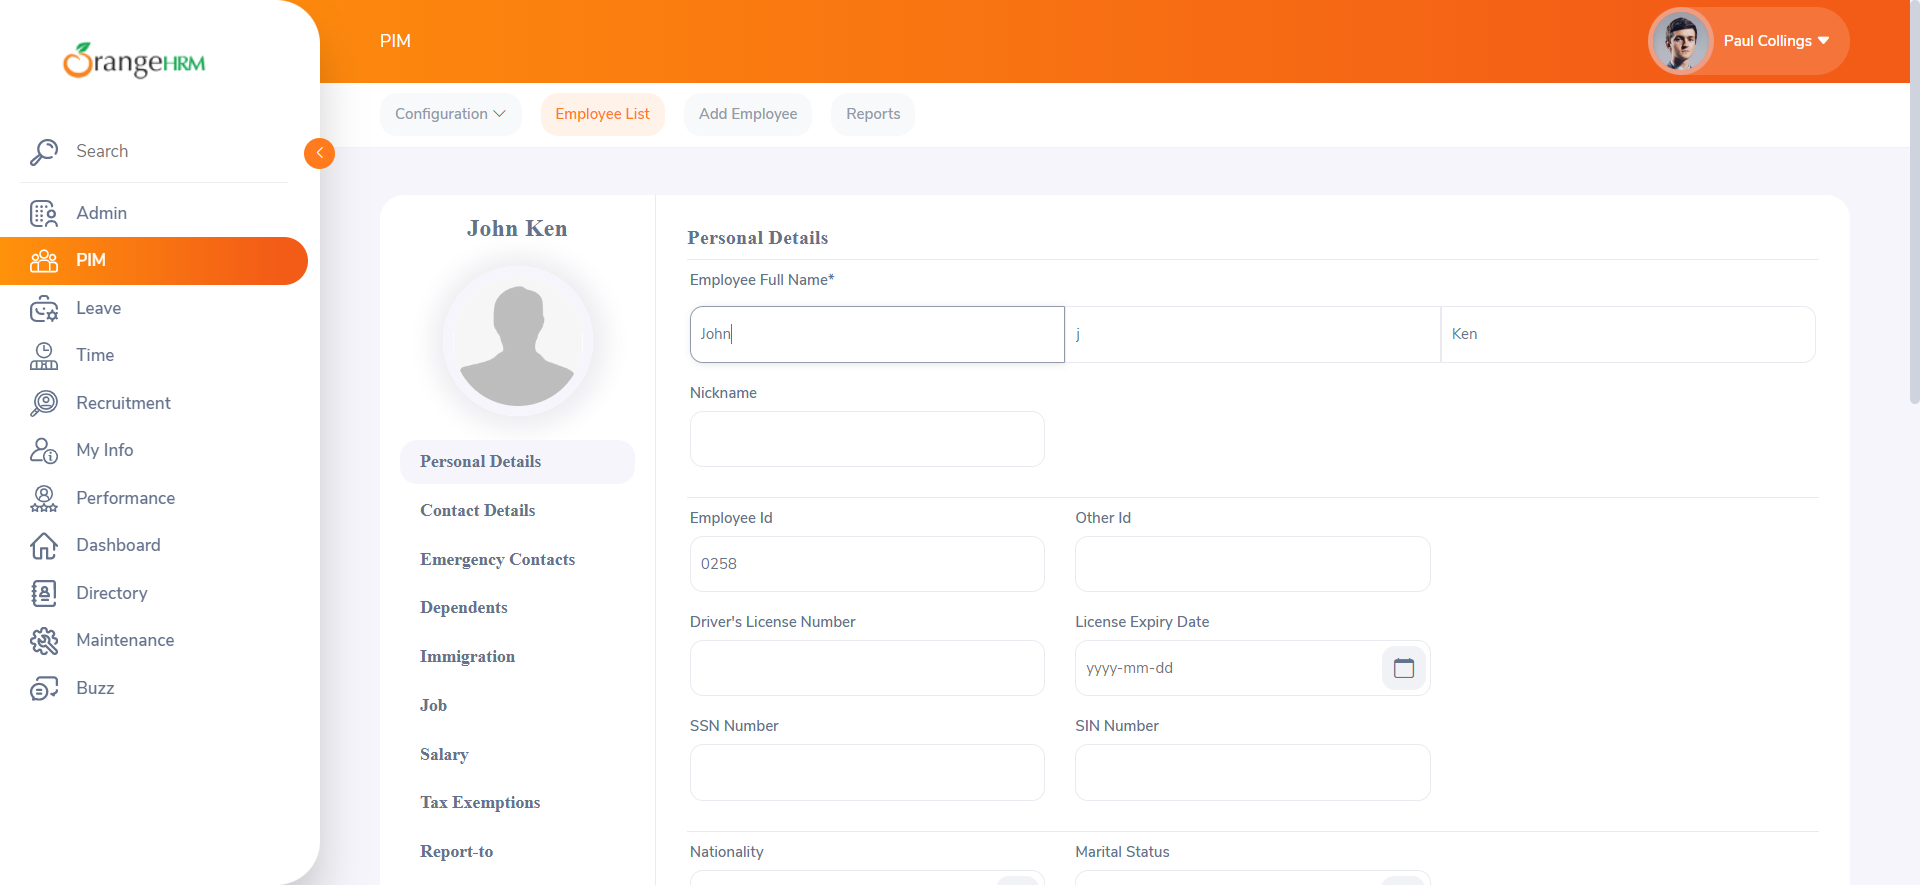 OrangeHRM
PIM
Paul Collings
Configuration
Employee List
Add Employee
Reports
Search
Admin
PIM
Leave
Time
Recruitment
My Info
Performance
Dashboard
Directory
Maintenance
Buzz
John Ken
Personal Details
Contact Details
Emergency Contacts
Dependents
Immigration
Job
Salary
Tax Exemptions
Report-to
Personal Details
Employee Full Name*
John
j
Ken
Nickname
Employee Id
Other Id
0258
Driver's License Number
License Expiry Date
yyyy-mm-dd
SSN Number
SIN Number
Nationality
Marital Status